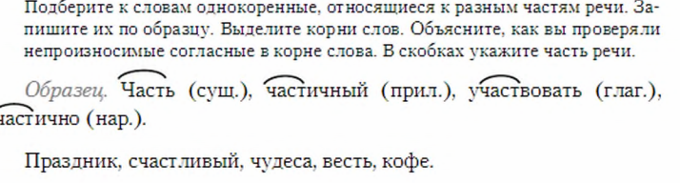 Подберите к словам однокоренные, относящиеся к разным частям речи. За-
пишите их по образцу. Выделите корни слов. Объясните, как вы проверяли
непроизносимые согласные в корне слова. В скобках укажите часть речи.
Образец. Часть (сущ.), частичный (прил.), участвовать (глаг.),
частично (нар.).
Праздник, счастливый, чудеса, весть, кофе.